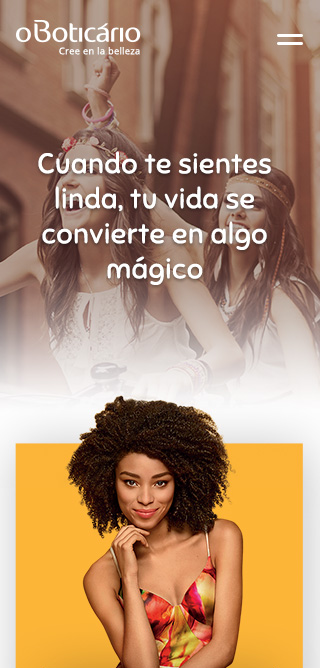 oBoticário
Cree en la belleza
Cuando te sientes
linda, tu vida se
convierte en algo
mágico